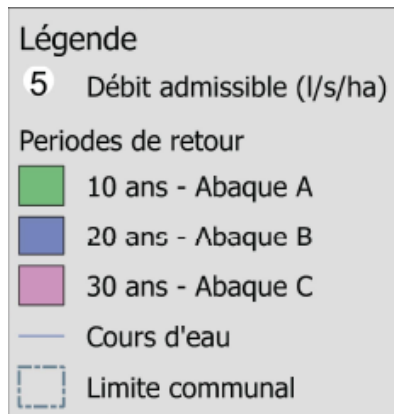 Légende
5 Débit admissible (l/s/ha)
Periodes de retour
10 ans - Abaque A
20 ans - Abaque B
30 ans - Abaque C
Cours d'eau
Limite communal